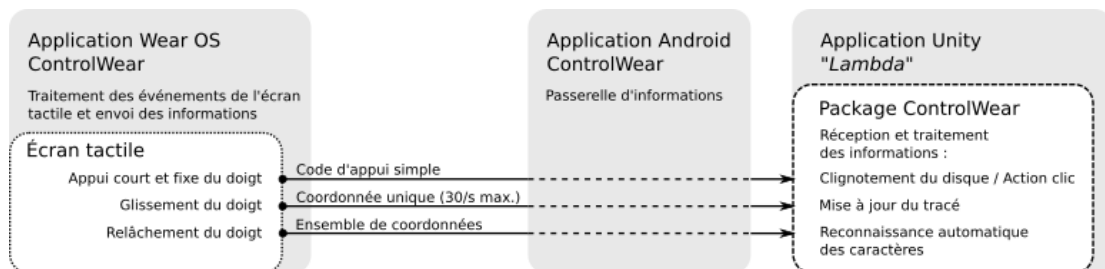 Application Wear OS
ControlWear
Traitement des événements de l'écran
tactile et envoi des informations
Écran tactile
Appui court et fixe du doigt
Glissement du doigt
Relâchement du doigt
Code d'appui simple
Coordonnée unique (30/s max.)
Ensemble de coordonnées
Application Android
ControlWear
Passerelle d'informations
Application Unity
"Lambda"
Package ControlWear
Réception et traitement
des informations :
Clignotement du disque / Action clic
Mise à jour du tracé
Reconnaissance automatique
des caractères